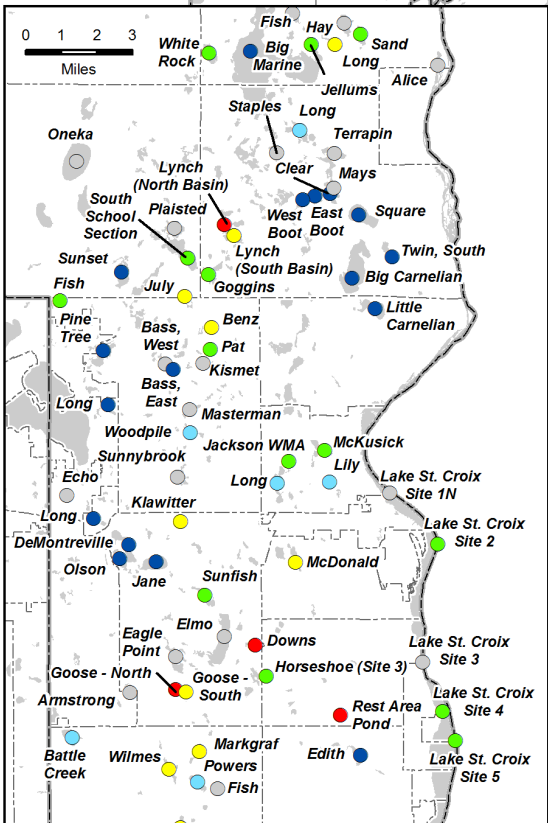 Fish
Hay
White
Rock
Big
Marine
Sand
Long
Jellums
Alice
0 1 2 3
Miles
Staples
Long
Oneka
Terrapin
Clear
Mays
Lynch
(North Basin)
South
School
Section
Plaisted
West
Boot
East
Boot
Square
Lynch
(South Basin)
Twin, South
Sunset
Goggins
Big Carnelian
Fish
July
Little
Carnelian
Pine
Tree
Bass,
West
Benz
Pat
Kismet
Bass,
East
Long
Masterman
Woodpile
Jackson WMA
McKusick
Sunnybrook
Lily
Echo
Long
Lake St. Croix
Site 1N
Klawitter
Long
Lake St. Croix
Site 2
DeMontreville
Olson
Jane
McDonald
Sunfish
Elmo
Eagle
Point
Downs
Lake St. Croix
Site 3
Goose - North
Goose -
South
Horseshoe (Site 3)
Armstrong
Lake St. Croix
Site 4
Rest Area
Pond
Battle
Creek
Wilmes
Markgraf
Powers
Edith
Lake St. Croix
Site 5
Fish